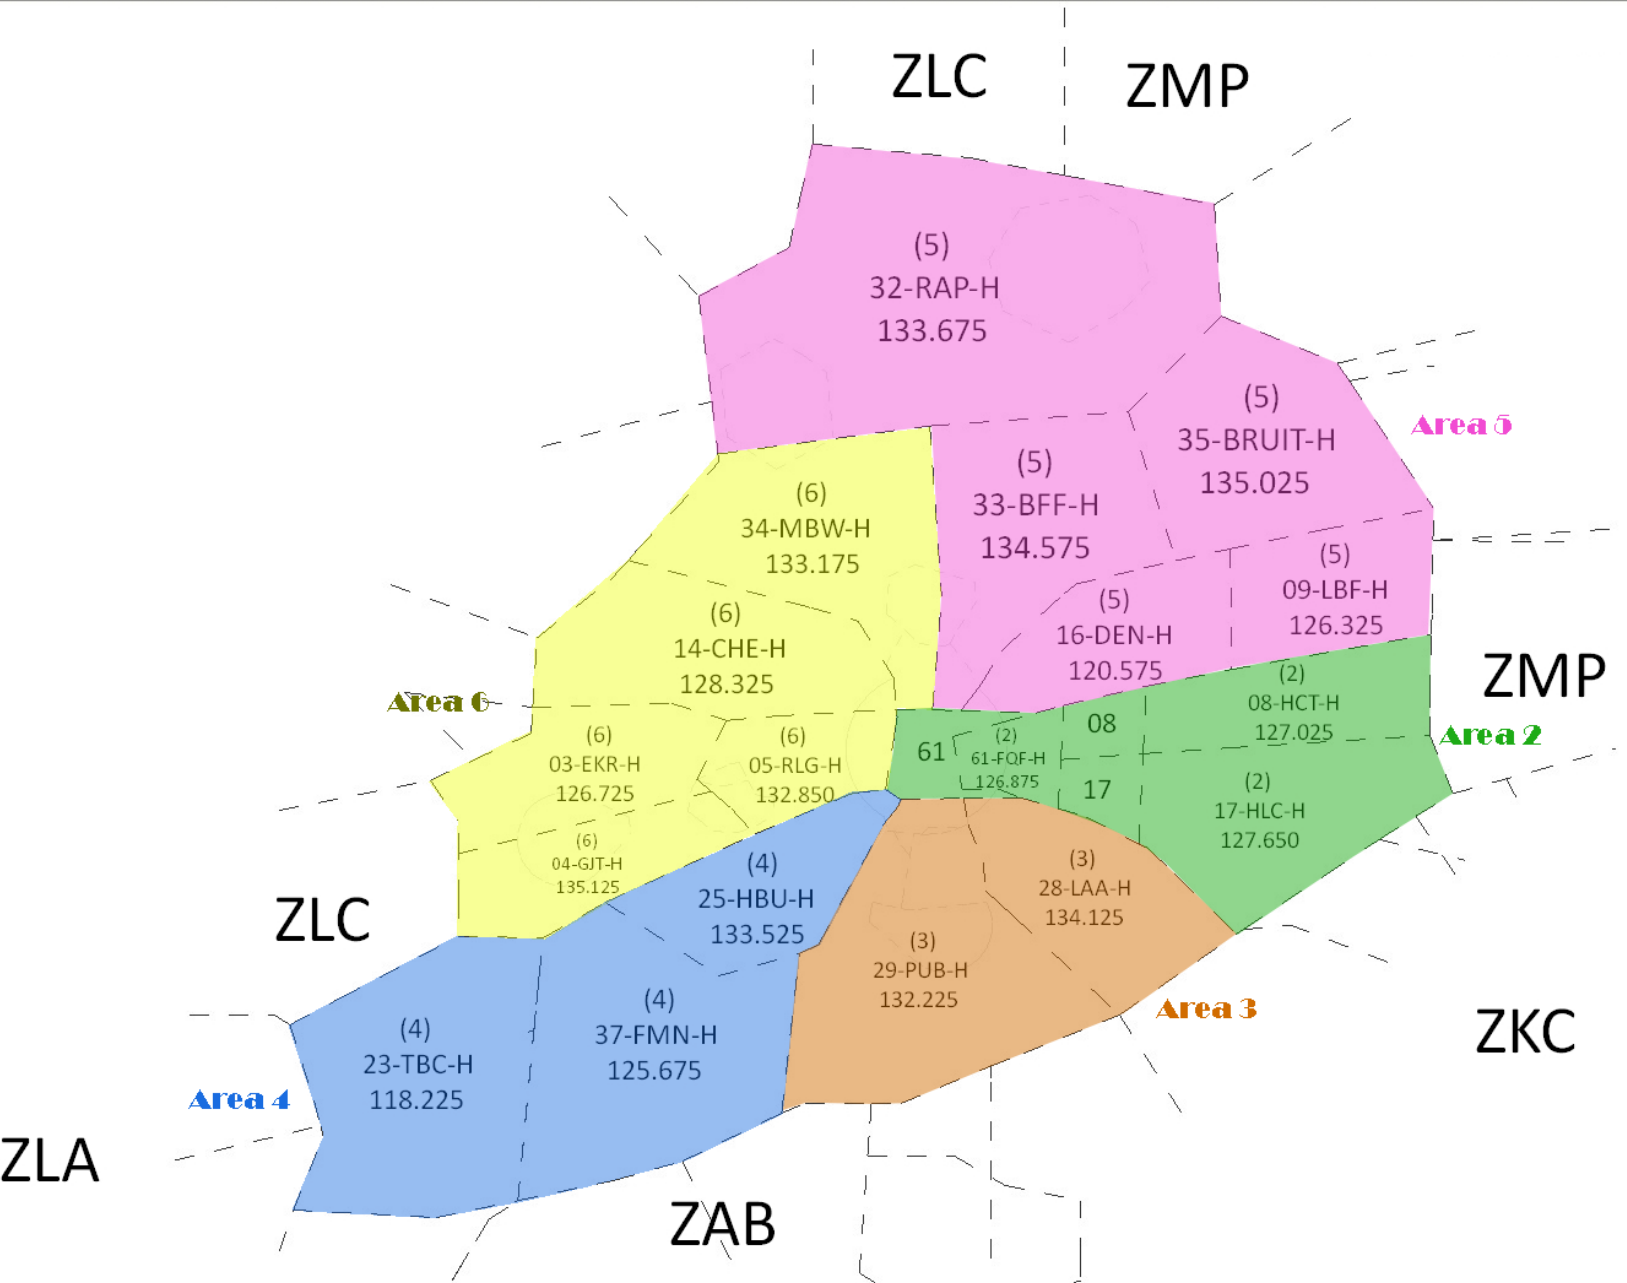 ZLC
ZMP
(5)
32-RAP-H
133.675
(5)
35-BRUIT-H
135.025
Area 5
(5)
33-BFF-H
134.575
(6)
34-MBW-H
133.175
(5)
09-LBF-H
126.325
(5)
16-DEN-H
120.575
(6)
14-CHE-H
128.325
ZMP
Area 6
(2)
08-HCT-H
127.025
Area 2
08
61
(2)
61-FQF-H
126.875
17
(6)
03-EKR-H
126.725
(6)
05-RLG-H
132.850
(2)
17-HLC-H
127.650
(6)
04-GJT-H
135.125
(4)
25-HBU-H
133.525
(3)
28-LAA-H
134.125
ZLC
(3)
29-PUB-H
132.225
Area 3
ZKC
(4)
37-FMN-H
125.675
(4)
23-TBC-H
118.225
Area 4
ZLA
ZAB